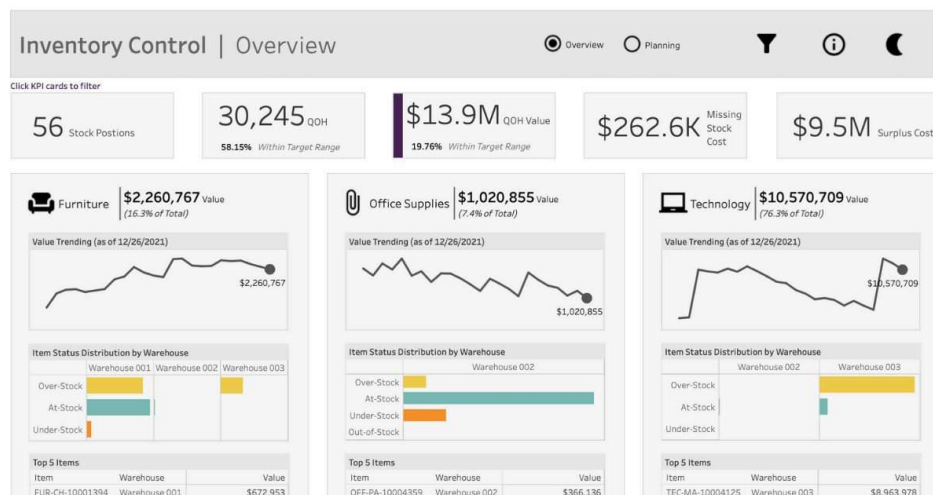 Inventory Control | Overview
Overview
Planning
Click KPI cards to filter
56 Stock Postions
30,245 QOH
58.15% Within Target Range
$13.9M QOH Value
19.76% Within Target Range
$262.6K Missing Stock Cost
$9.5M Surplus Cost
Furniture
$2,260,767 Value
(16.3% of Total)
Value Trending (as of 12/26/2021)
$2,260,767
Item Status Distribution by Warehouse
Warehouse 001 Warehouse 002 Warehouse 003
Over-Stock
At-Stock
Under-Stock
Top 5 Items
Item Warehouse Value
FUR-CH-10001394 Warehouse 001 $672,953
Office Supplies
$1,020,855 Value
(7.4% of Total)
Value Trending (as of 12/26/2021)
$1,020,855
Item Status Distribution by Warehouse
Warehouse 002
Over-Stock
At-Stock
Under-Stock
Out-of-Stock
Top 5 Items
Item Warehouse Value
OFF-PA-10004359 Warehouse 002 $366,136
Technology
$10,570,709 Value
(76.3% of Total)
Value Trending (as of 12/26/2021)
$10,570,709
Item Status Distribution by Warehouse
Warehouse 002 Warehouse 003
Over-Stock
At-Stock
Under-Stock
Top 5 Items
Item Warehouse Value
TEC-MA-10004125 Warehouse 003 $8,963,978